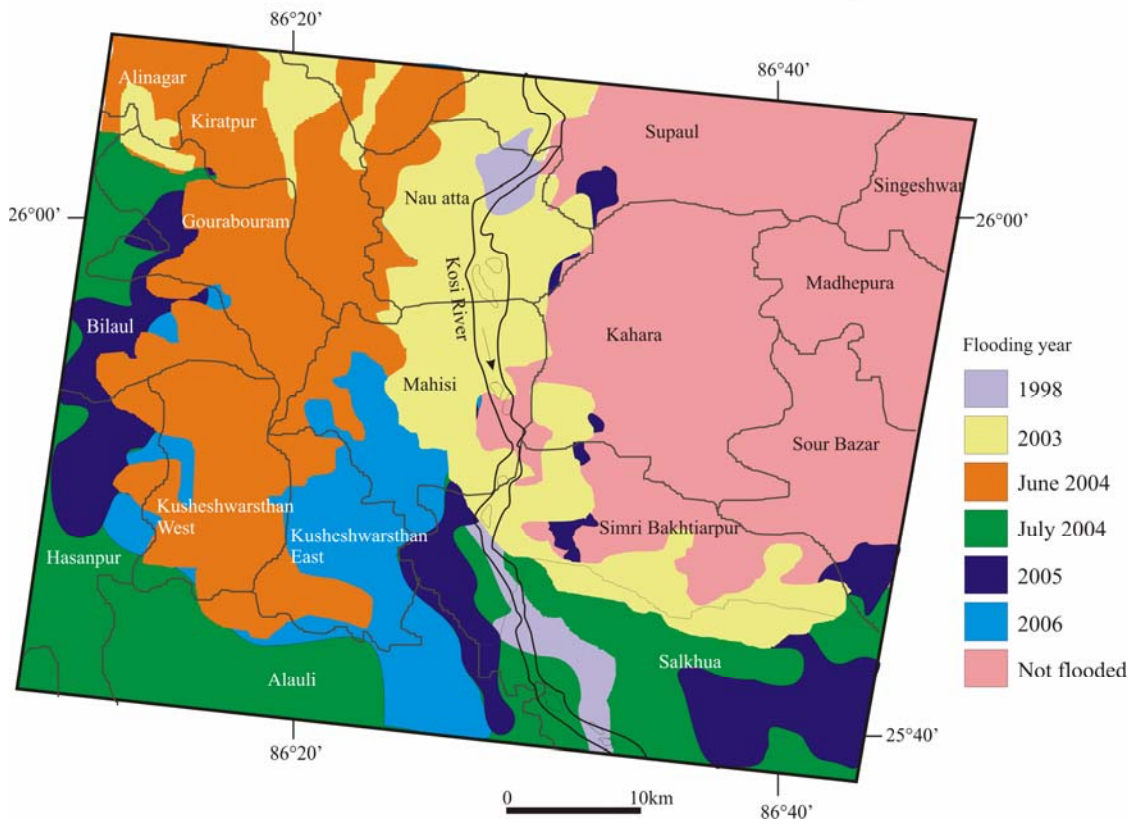 86°20'
86°40'
Alinagar
Kiratpur
Supaul
Singeshwar
Nau atta
26°00'
Gourabouram
26°00'
Kosi River
Madhepura
Bilaul
Kahara
Mahisi
Sour Bazar
Kusheshwarsthan
West
Simri Bakhtiarpur
Kusheshwarsthan
East
Hasanpur
Salkhua
Alauli
25°40'
86°20'
86°40'
0
10km
Flooding year
1998
2003
June 2004
July 2004
2005
2006
Not flooded